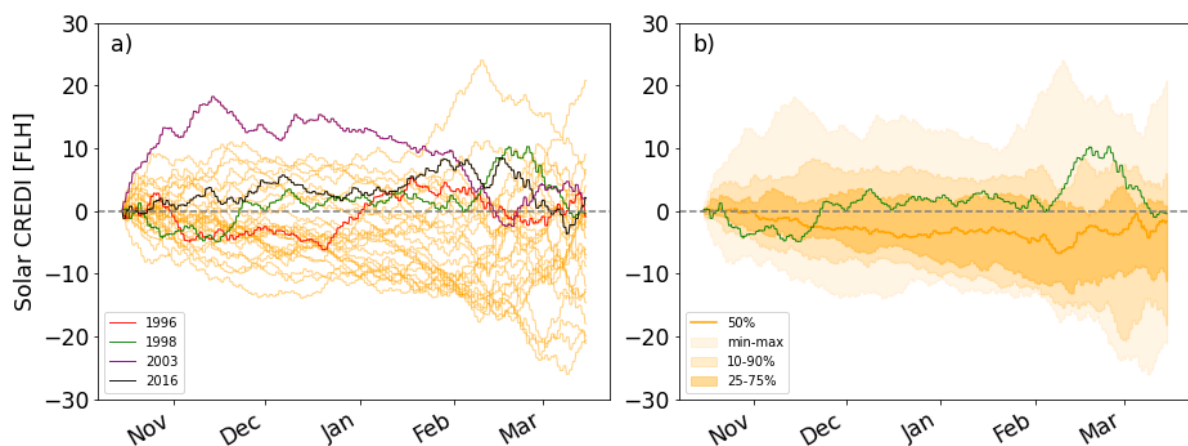 Solar CREDI [FLH]
a)
30
20
10
0
−10
−20
−30
1996
1998
2003
2016
Nov
Dec
Jan
Feb
Mar
b)
30
20
10
0
−10
−20
−30
50%
min-max
10-90%
25-75%
Nov
Dec
Jan
Feb
Mar